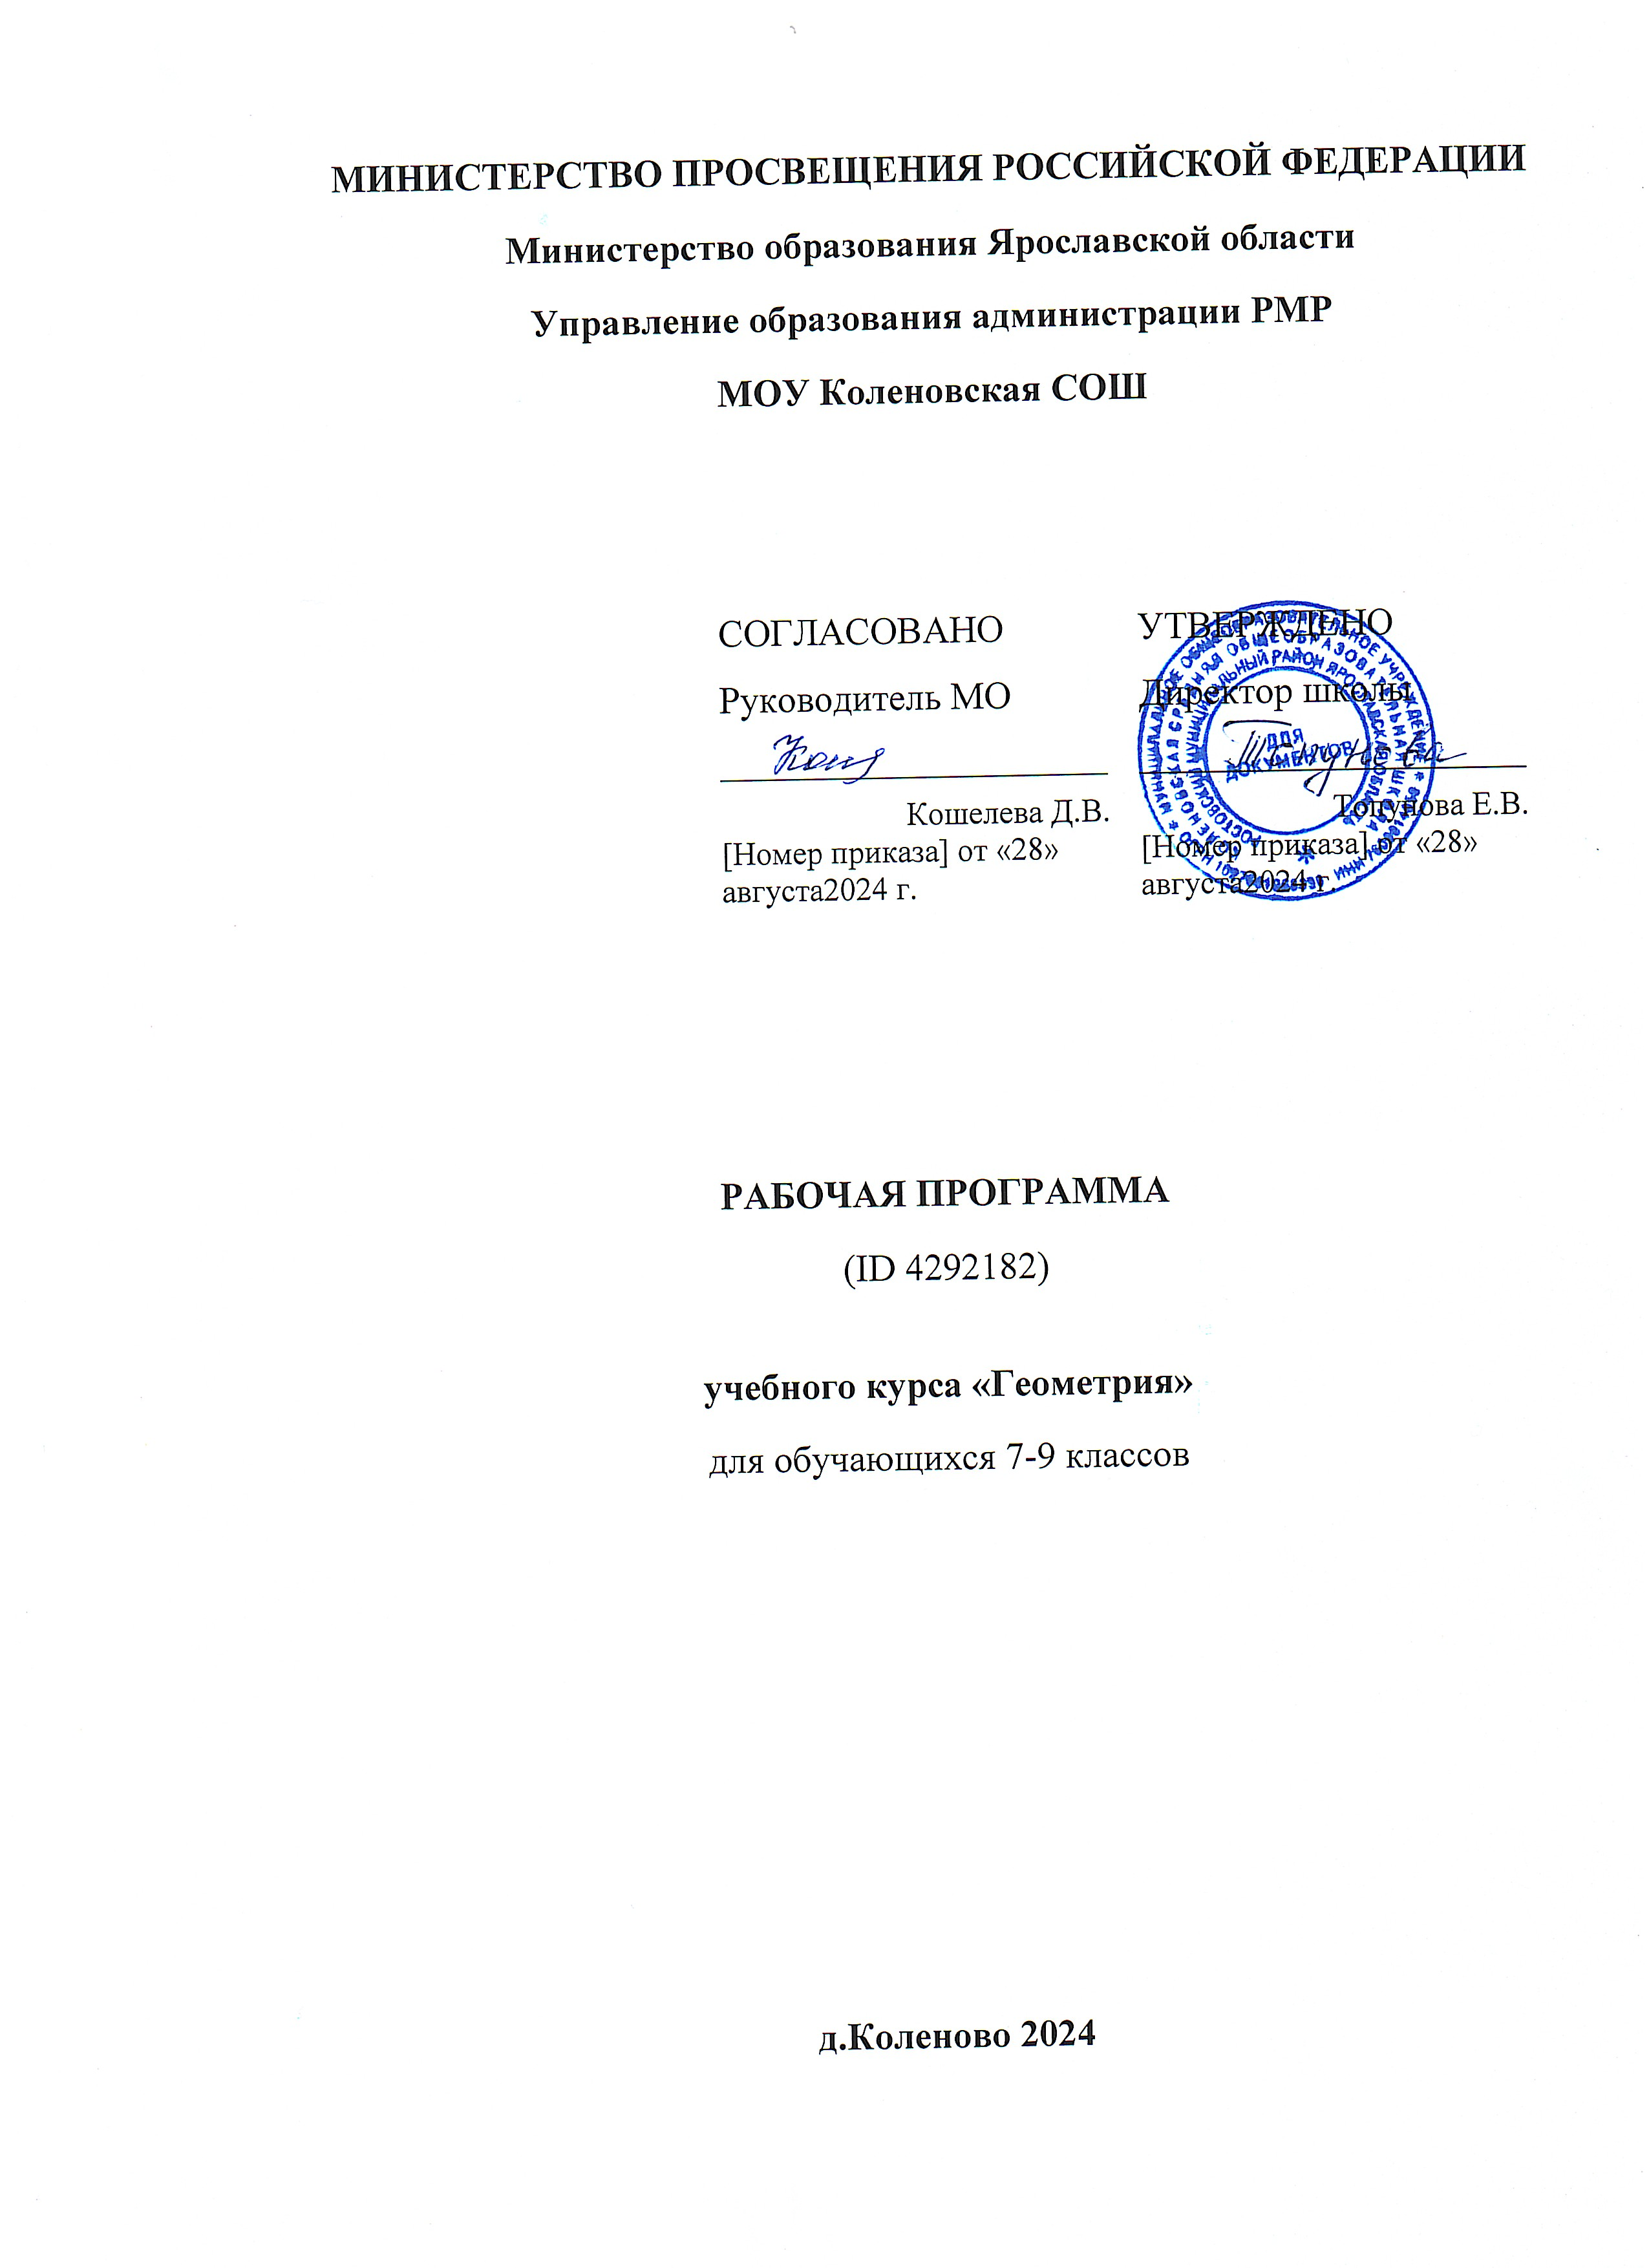 МИНИСТЕРСТВО ПРОСВЕЩЕНИЯ РОССИЙСКОЙ ФЕДЕРАЦИИ
Министерство образования Ярославской области
Управление образования администрации РМР
МОУ Коленовская СОШ
СОГЛАСОВАНО
Руководитель МО
Кошелева Д.В.
[Номер приказа] от «28»
августа2024 г.
УТВЕРЖДЕНО
Директор школы
Топунова Е.В.
[Номер приказа] от «28»
августа2024 г.
ДЛЯ
ДОКУМЕНТОВ
РАБОЧАЯ ПРОГРАММА
(ID 4292182)
учебного курса «Геометрия»
для обучающихся 7-9 классов
д.Коленово 2024